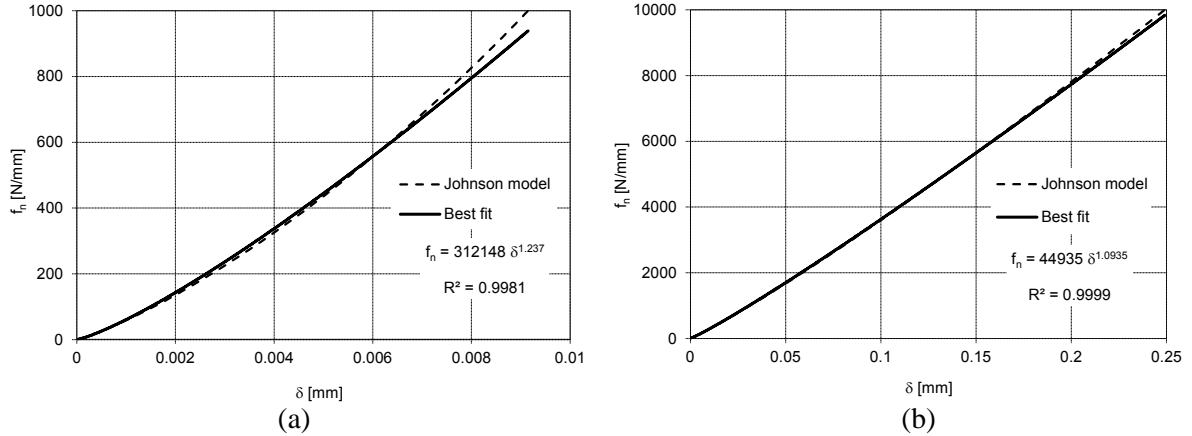 1000
800
600
400
200
0
f_n [N/mm]
Johnson model
Best fit
f_n = 312148 δ^1.237
R² = 0.9981
0 0.002 0.004 0.006 0.008 0.01
δ [mm]
(a)
10000
8000
6000
4000
2000
0
f_n [N/mm]
Johnson model
Best fit
f_n = 44935 δ^1.0935
R² = 0.9999
0 0.05 0.1 0.15 0.2 0.25
δ [mm]
(b)